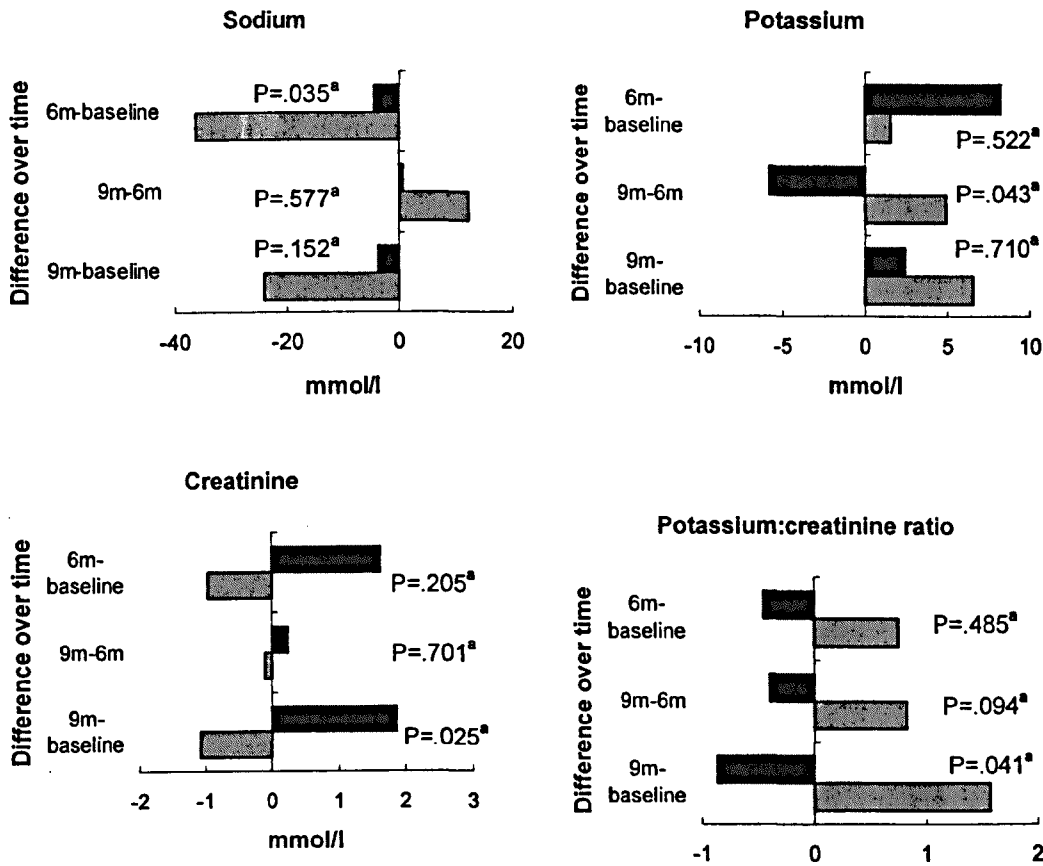 Sodium
Difference over time
6m-baseline
P=.035ᵃ
9m-6m
P=.577ᵃ
9m-baseline
P=.152ᵃ
-40 -20 0 20
mmol/l
Potassium
Difference over time
6m-
baseline
P=.522ᵃ
9m-6m
P=.043ᵃ
9m-
baseline
P=.710ᵃ
-10 -5 0 5 10
mmol/l
Creatinine
Difference over time
6m-
baseline
P=.205ᵃ
9m-6m
P=.701ᵃ
9m-
baseline
P=.025ᵃ
-1 0 1 2 3
mmol/l
Potassium:creatinine ratio
Difference over time
6m-
baseline
P=.485ᵃ
9m-6m
P=.094ᵃ
9m-
baseline
P=.041ᵃ
-1 0 1 2